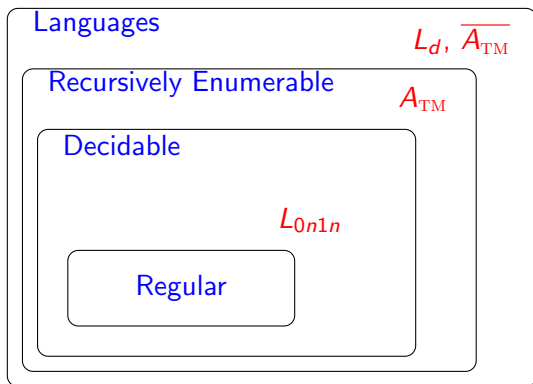 Languages
L_d, \overline{A_{TM}}
Recursively Enumerable
A_{TM}
Decidable
L_{0n1n}
Regular